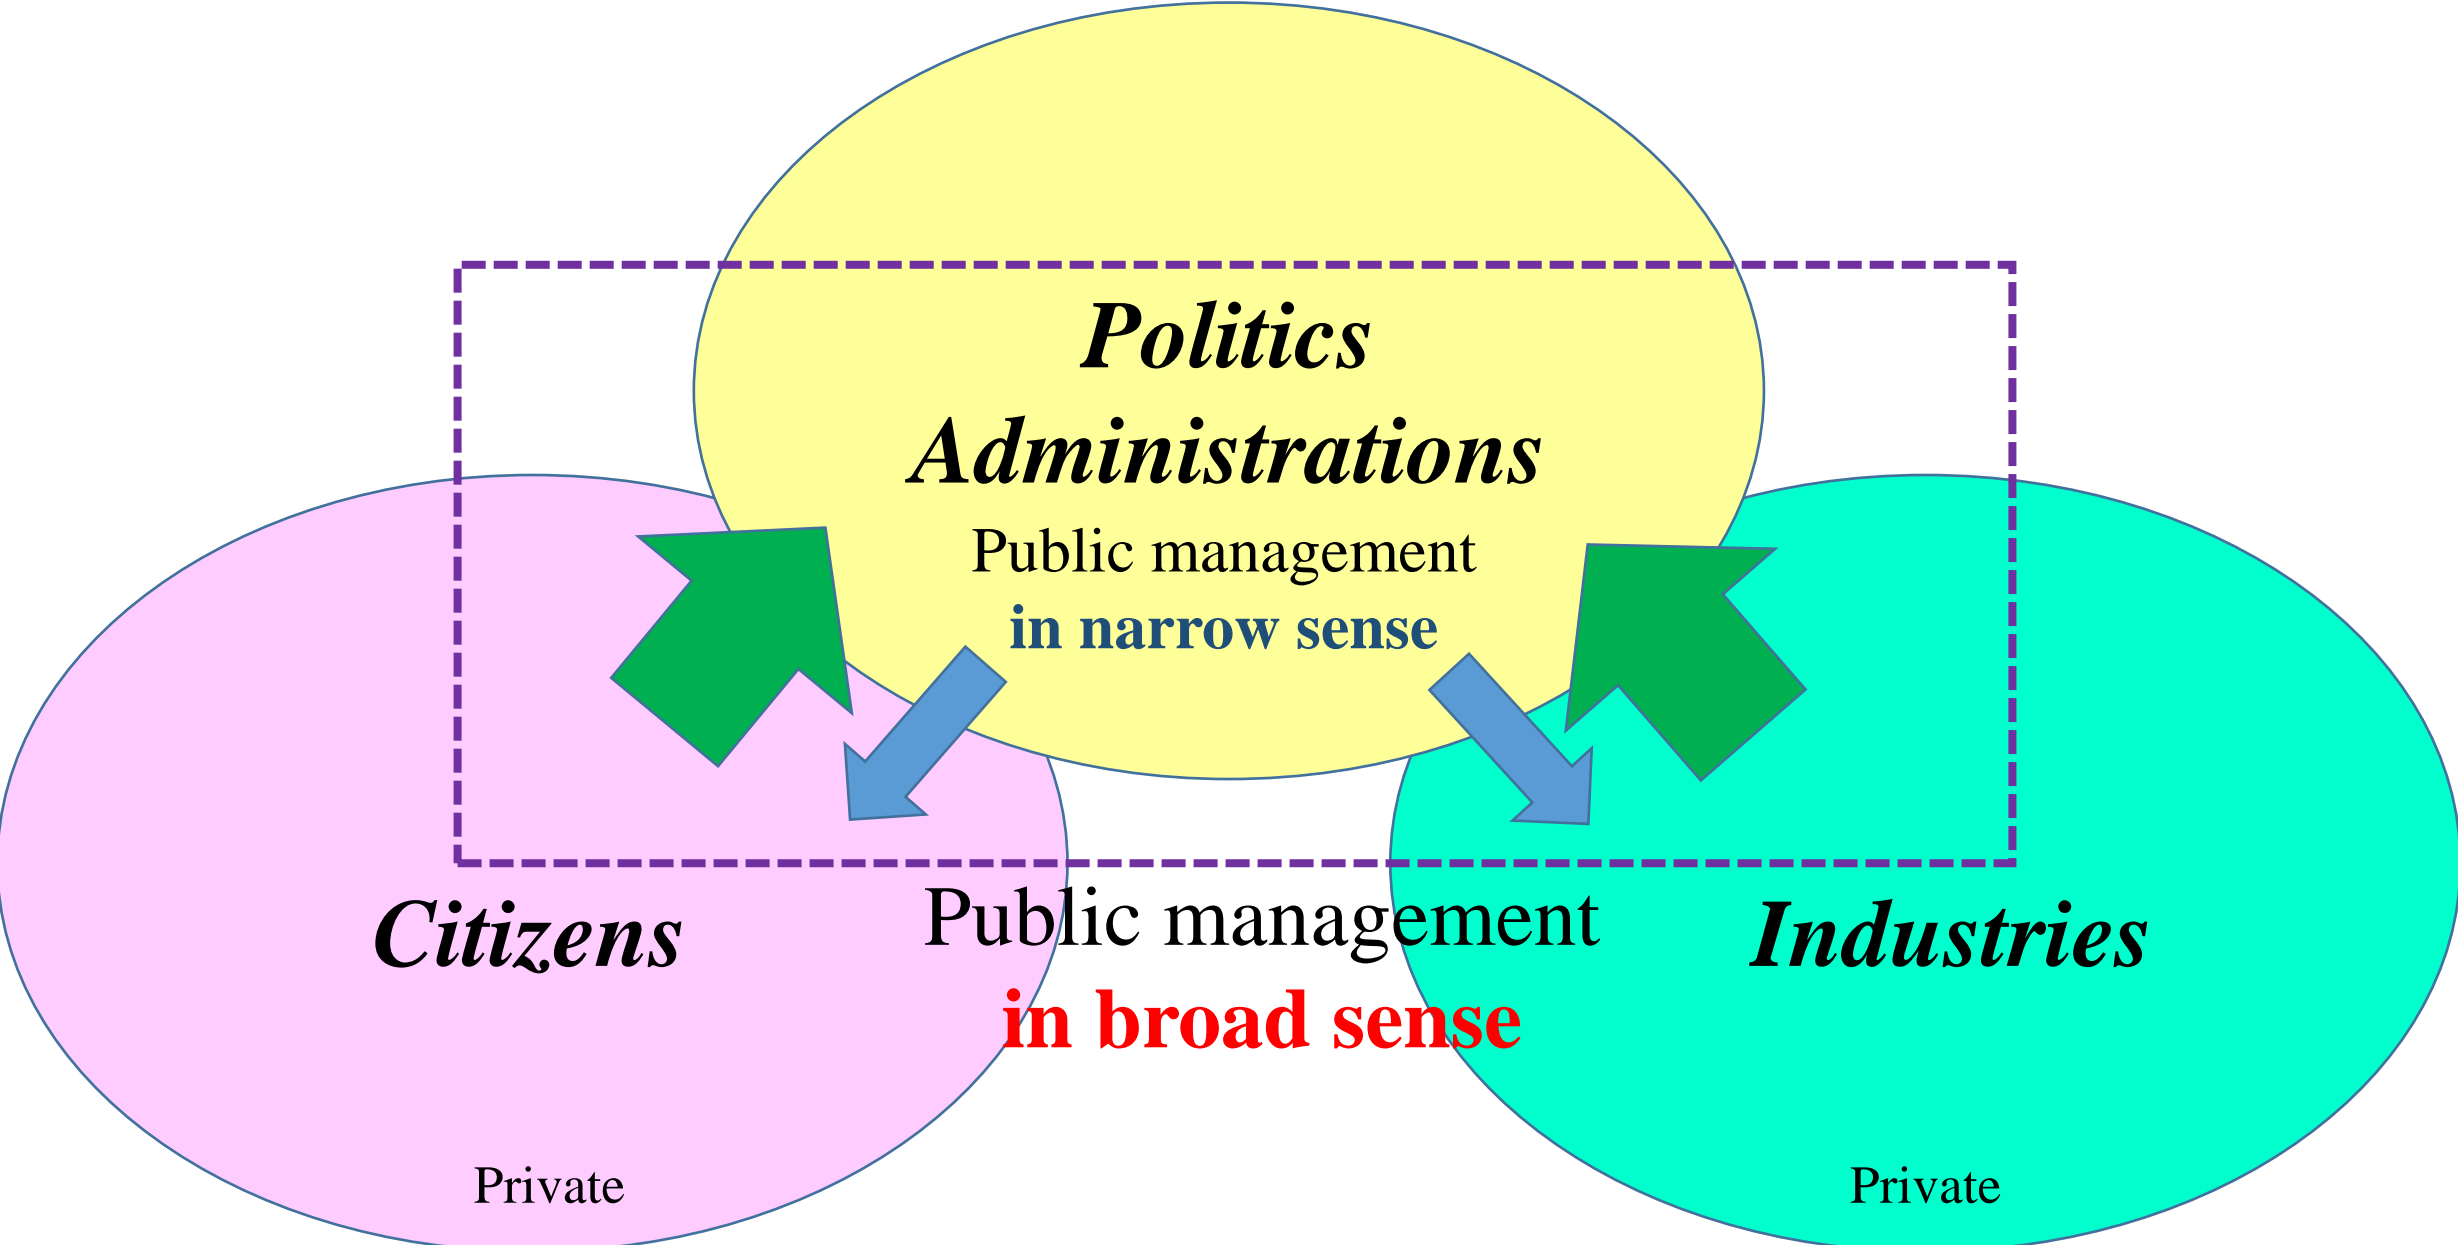 Politics
Administrations
Public management
in narrow sense
Citizens
Public management
in broad sense
Industries
Private
Private